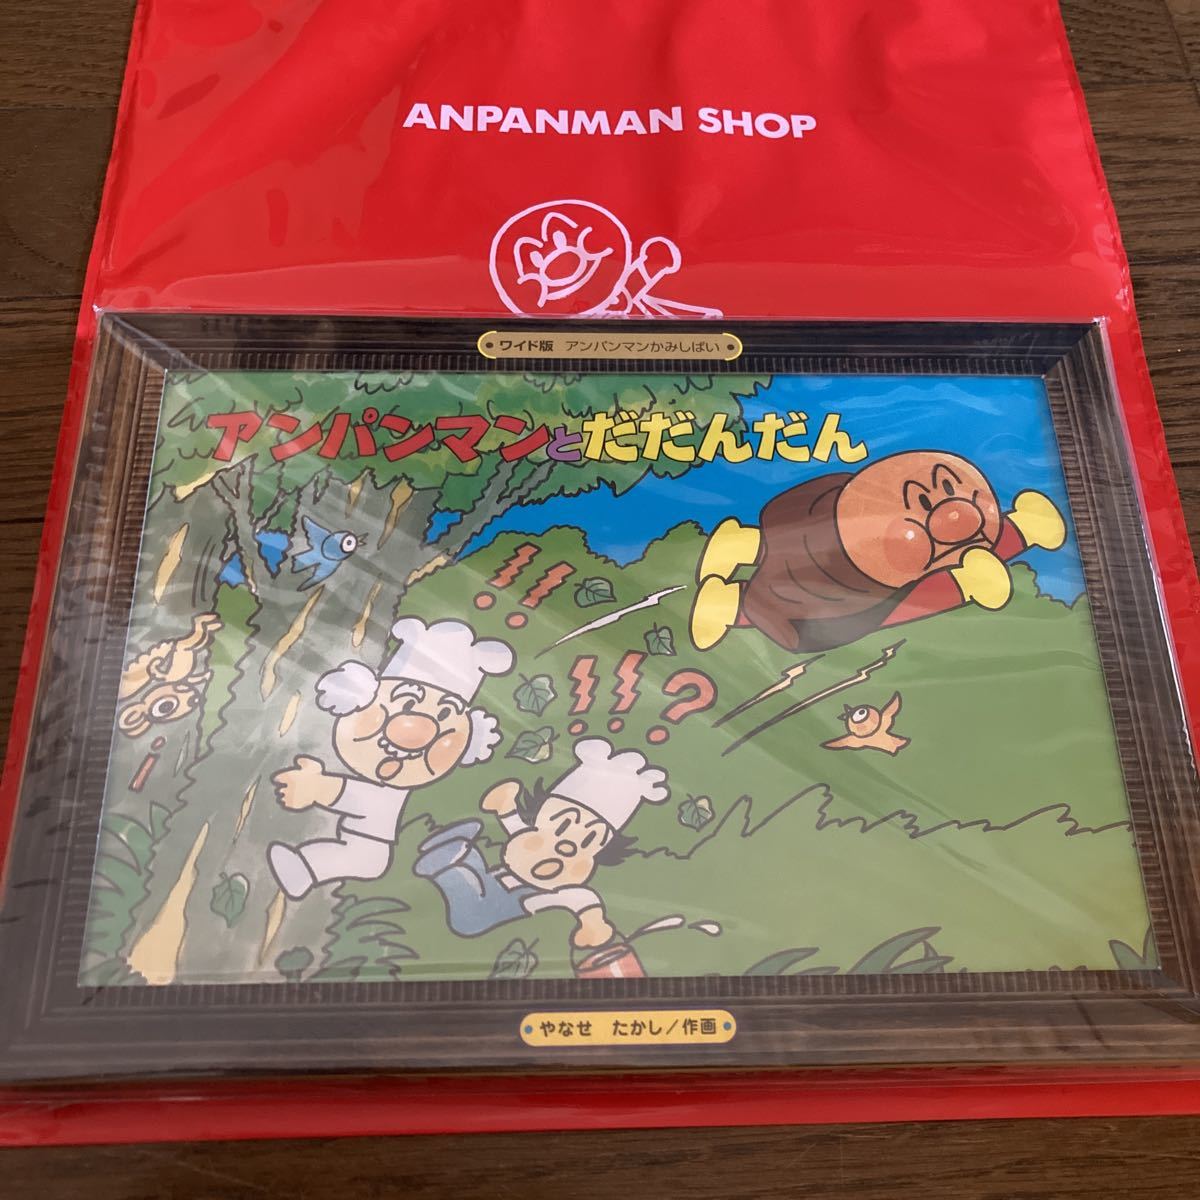 ANPANMAN SHOP
ワイド版 アンパンマンかみしばい
アンパンマンとだだんだん
!!
!!?
!
やなせ たかし/作画